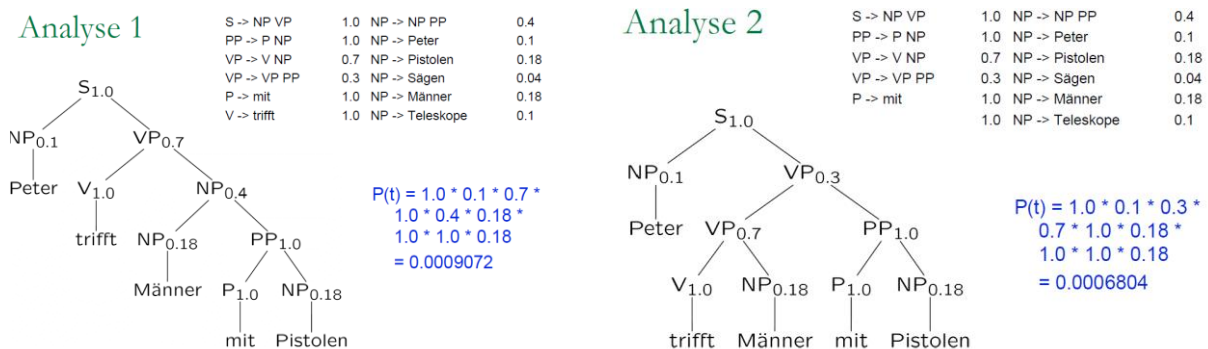 Analyse 1
S -> NP VP 1.0 NP -> NP PP 0.4
PP -> P NP 1.0 NP -> Peter 0.1
VP -> V NP 0.7 NP -> Pistolen 0.18
VP -> VP PP 0.3 NP -> Sägen 0.04
P -> mit 1.0 NP -> Männer 0.18
V -> trifft 1.0 NP -> Teleskope 0.1
S1.0
NP0.1 VP0.7
Peter V1.0 NP0.4
trifft NP0.18 PP1.0
Männer P1.0 NP0.18
mit Pistolen
P(t) = 1.0 * 0.1 * 0.7 *
1.0 * 0.4 * 0.18 *
1.0 * 1.0 * 0.18
= 0.0009072
Analyse 2
S -> NP VP 1.0 NP -> NP PP 0.4
PP -> P NP 1.0 NP -> Peter 0.1
VP -> V NP 0.7 NP -> Pistolen 0.18
VP -> VP PP 0.3 NP -> Sägen 0.04
P -> mit 1.0 NP -> Männer 0.18
1.0 NP -> Teleskope 0.1
S1.0
NP0.1 VP0.3
Peter VP0.7 PP1.0
V1.0 NP0.18 P1.0 NP0.18
trifft Männer mit Pistolen
P(t) = 1.0 * 0.1 * 0.3 *
0.7 * 1.0 * 0.18 *
1.0 * 1.0 * 0.18
= 0.0006804